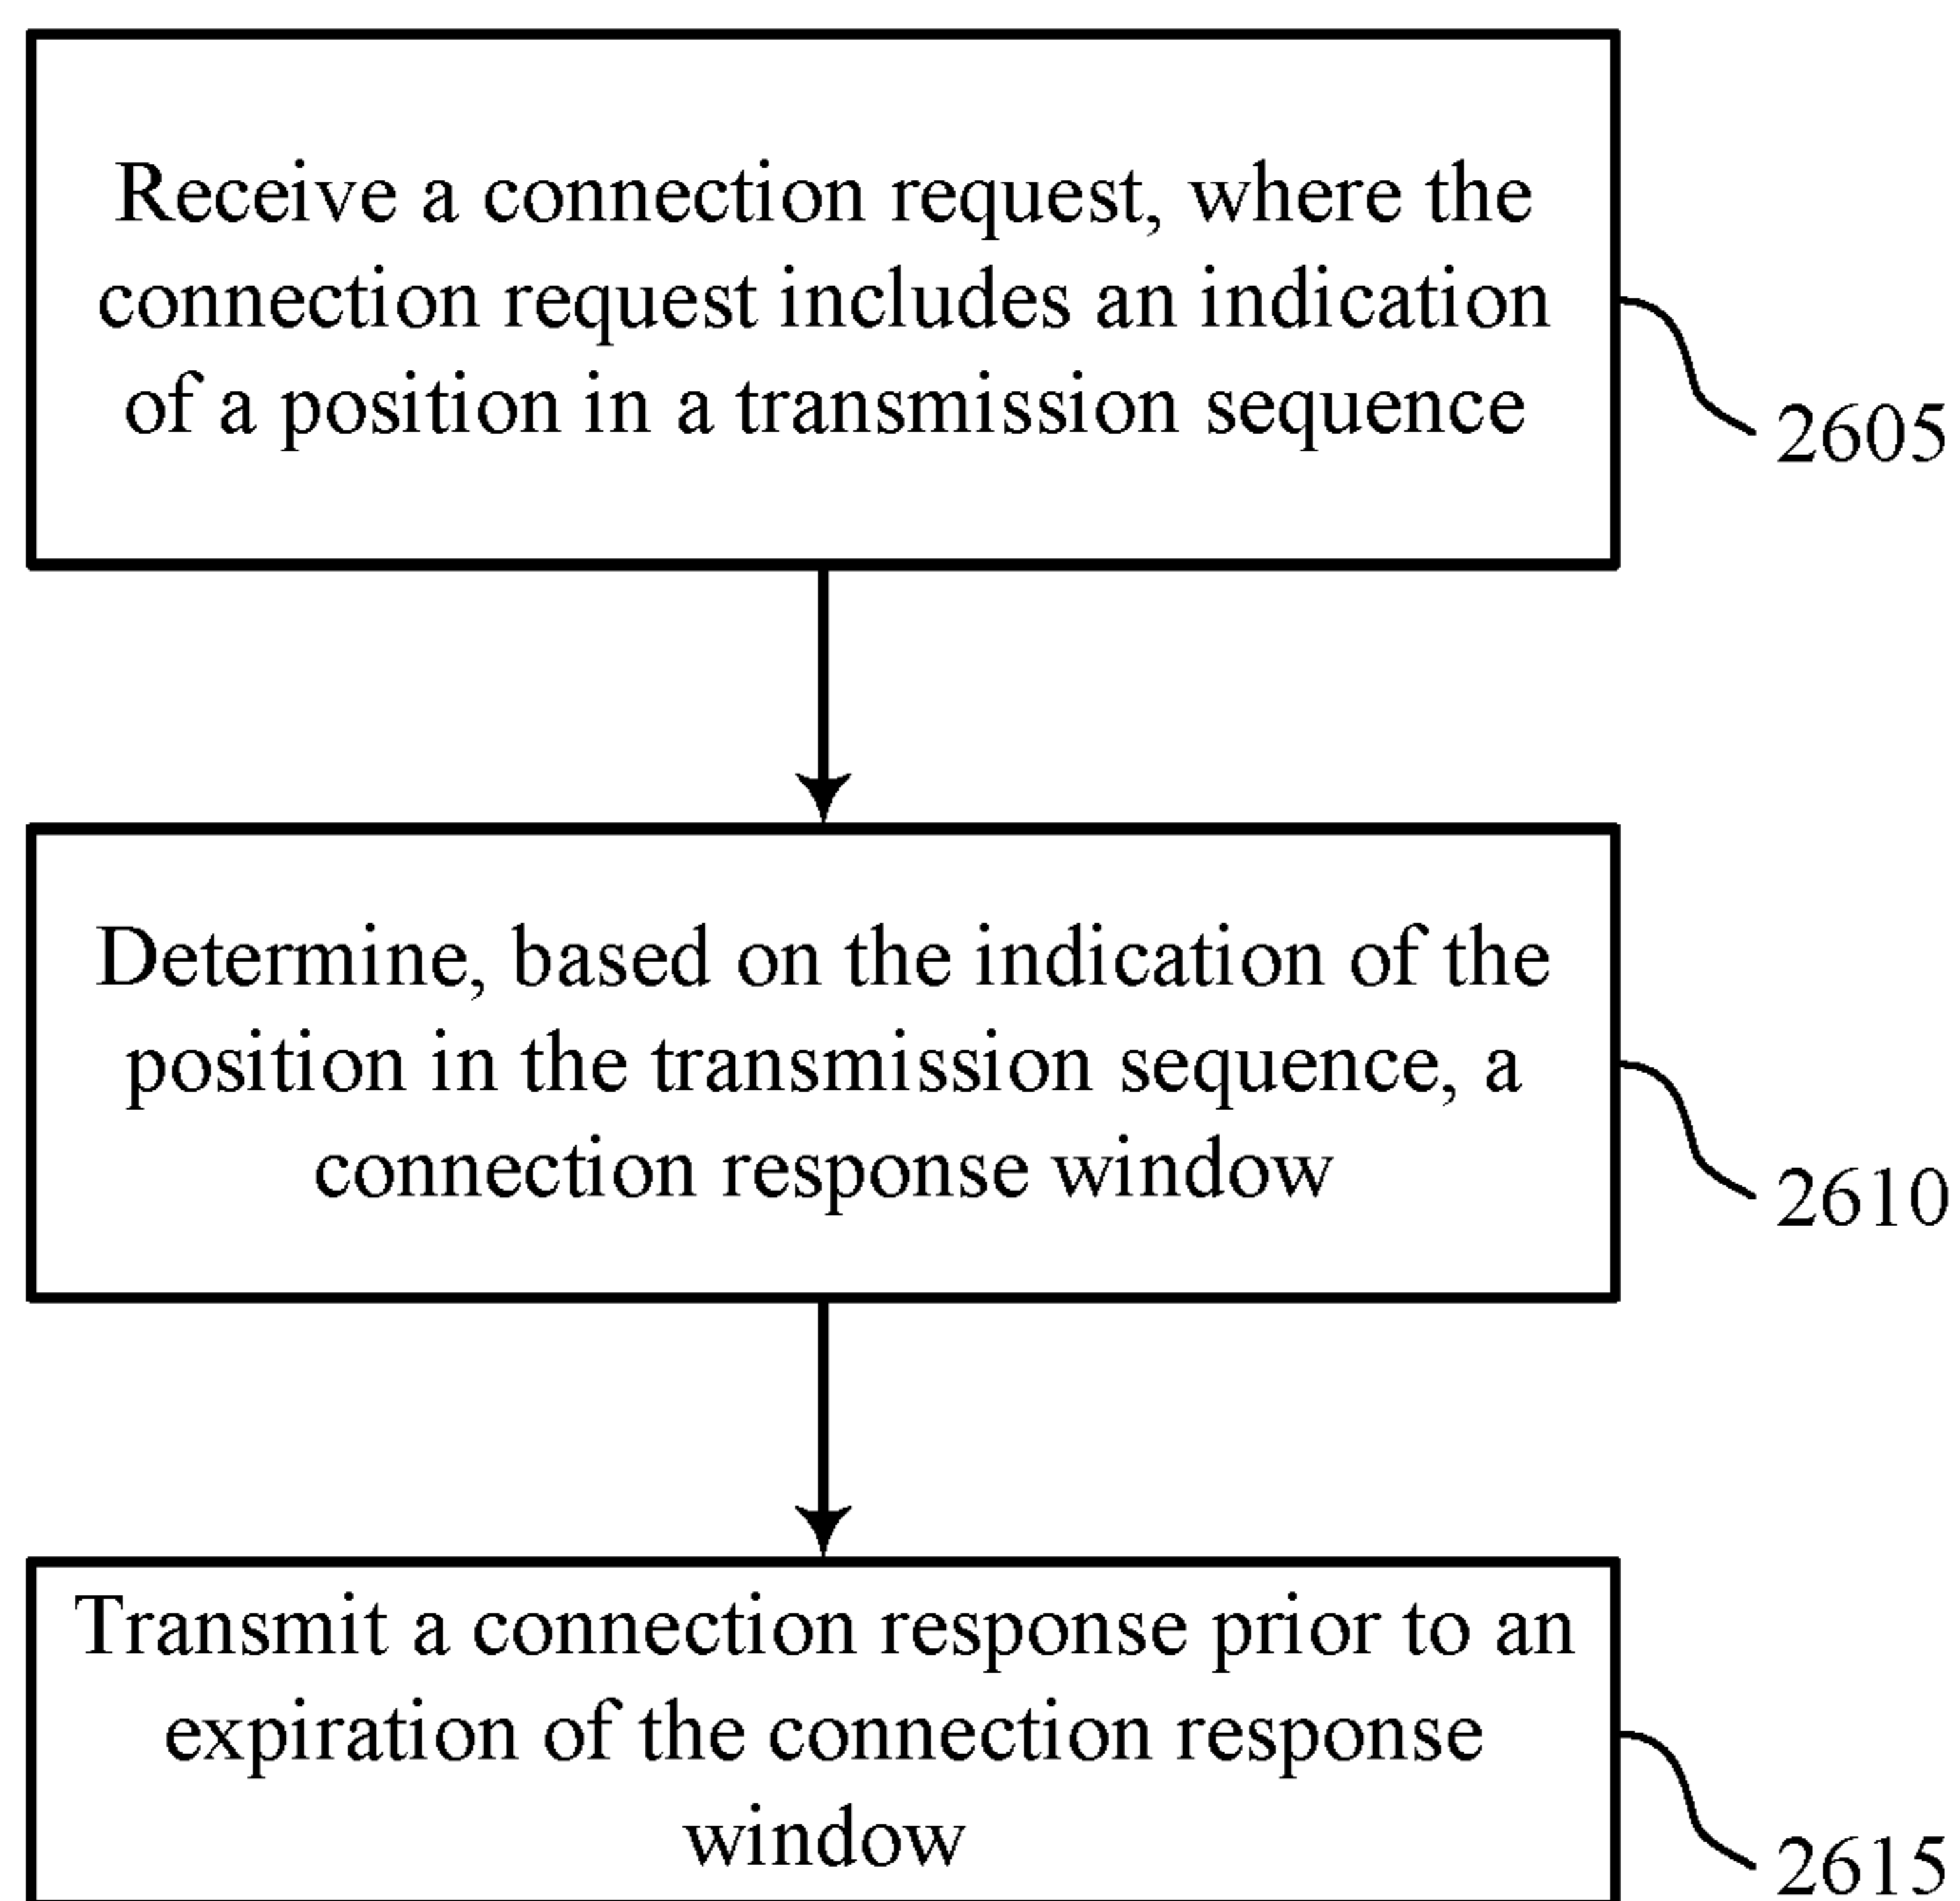 Receive a connection request, where the
connection request includes an indication
of a position in a transmission sequence
2605
Determine, based on the indication of the
position in the transmission sequence, a
connection response window
2610
Transmit a connection response prior to an
expiration of the connection response
window
2615